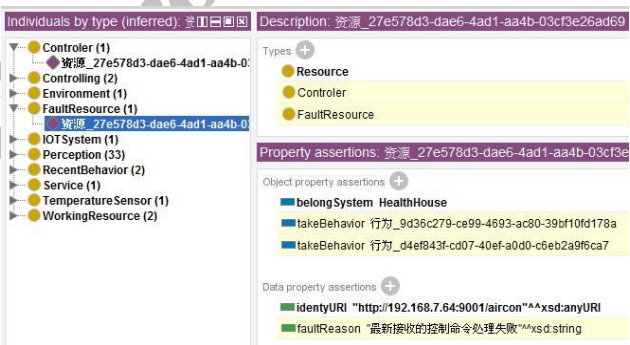 Individuals by type (inferred): 资
Controler (1)
资源_27e578d3-dae6-4ad1-aa4b-0
Controlling (2)
Environment (1)
FaultResource (1)
资源_27e578d3-dae6-4ad1-aa4b-0
IOTSystem (1)
Perception (33)
RecentBehavior (2)
Service (1)
TemperatureSensor (1)
WorkingResource (2)
Description: 资源_27e578d3-dae6-4ad1-aa4b-03cf3e26ad69
Types
Resource
Controler
FaultResource
Property assertions: 资源_27e578d3-dae6-4ad1-aa4b-03cf3e
Object property assertions
belongSystem HealthHouse
takeBehavior 行为_9d36c279-ce99-4693-ac80-39bf10fd178a
takeBehavior 行为_d4ef843f-cd07-40ef-a0d0-c6eb2a9f6ca7
Data property assertions
identyURI "http://192.168.7.64:9001/aircon"^^xsd:anyURI
faultReason "最新接收的控制命令处理失败"^^xsd:string